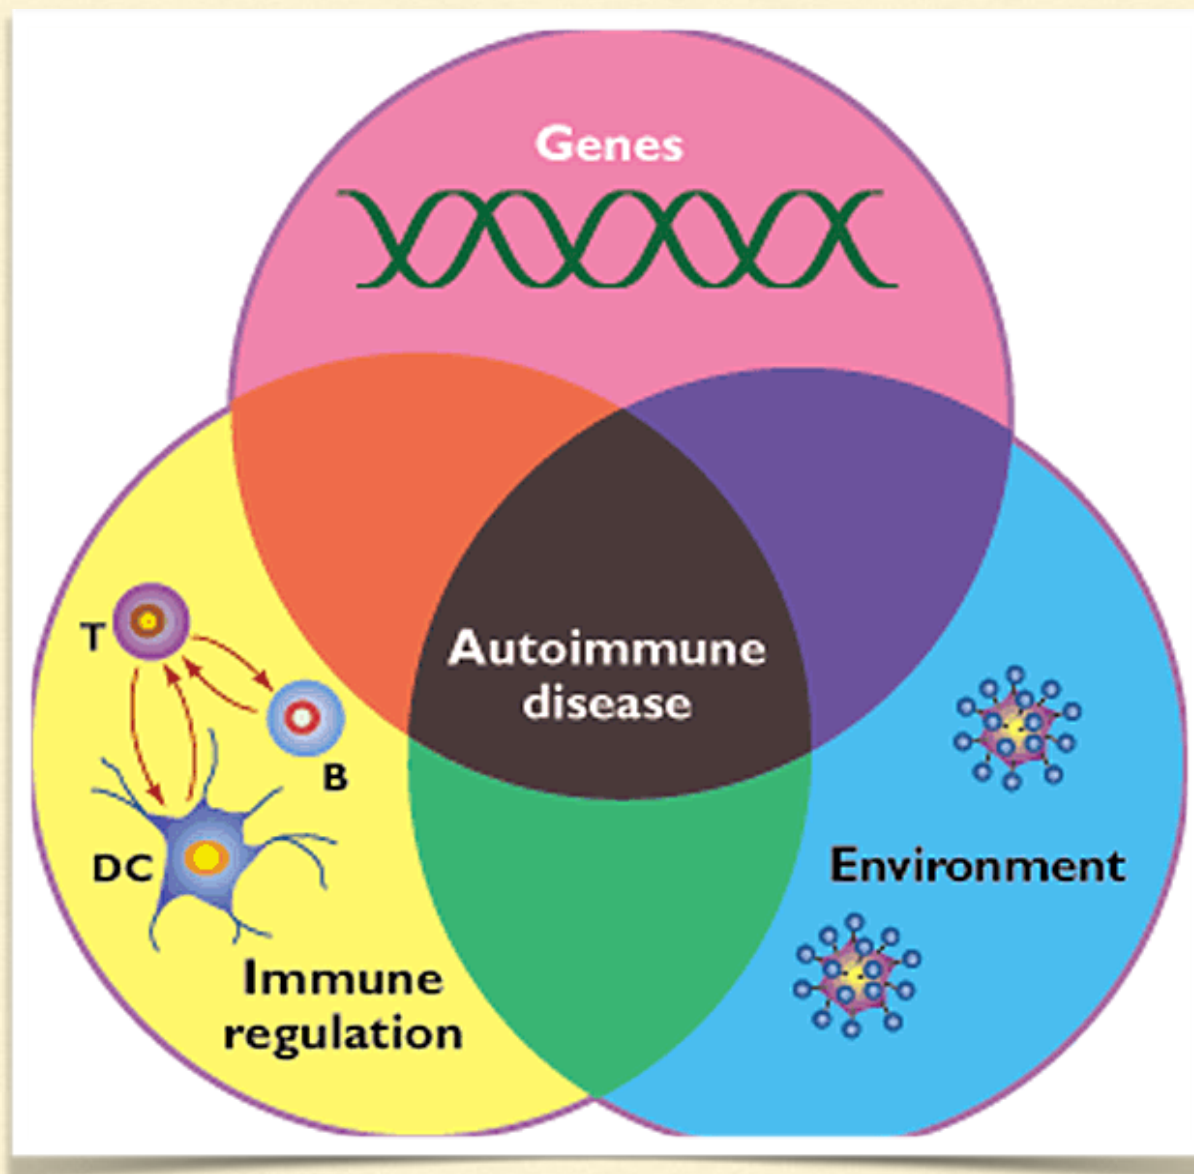 Genes
Autoimmune
disease
T
B
DC
Immune
regulation
Environment